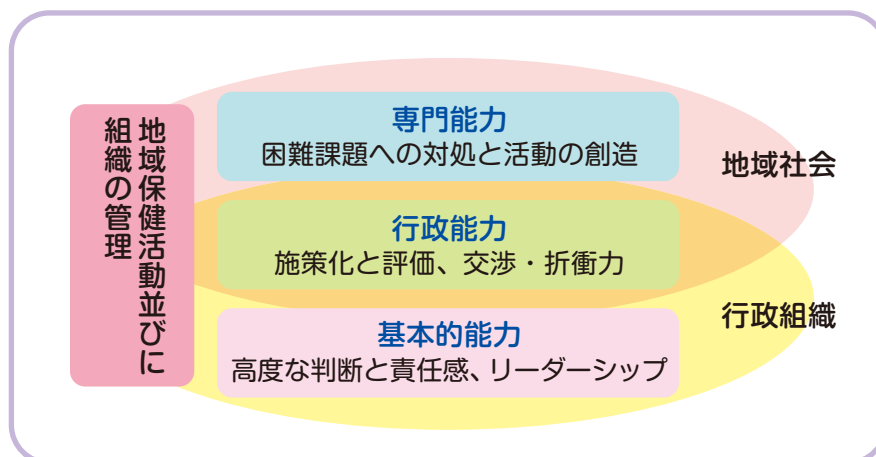 地域保健活動並びに
組織の管理
専門能力
困難課題への対処と活動の創造
行政能力
施策化と評価、交渉・折衝力
基本的能力
高度な判断と責任感、リーダーシップ
地域社会
行政組織